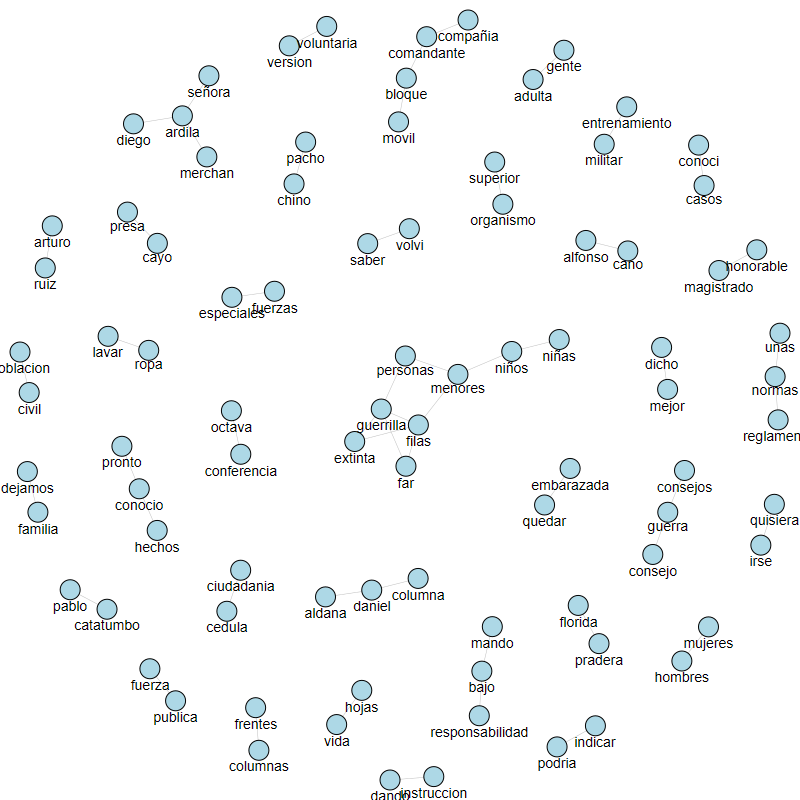 voluntaria
version
compañia
comandante
gente
señora
bloque
adulta
entrenamiento
ardila
diego
movil
pacho
militar
conoci
merchan
superior
chino
casos
organismo
presa
arturo
volvi
cayo
saber
alfonso
cano
honorable
ruiz
magistrado
fuerzas
especiales
unas
lavar
niñas
ropa
dicho
oblacion
personas
niños
menores
normas
mejor
civil
guerrilla
octava
reglamen
filas
extinta
pronto
conferencia
far
embarazada
consejos
dejamos
conocio
quedar
quisiera
guerra
familia
hechos
irse
consejo
ciudadania
columna
pablo
daniel
aldana
catatumbo
cedula
florida
mando
mujeres
pradera
hombres
fuerza
bajo
hojas
publica
frentes
responsabilidad
vida
indicar
podria
columnas
instruccion
dando